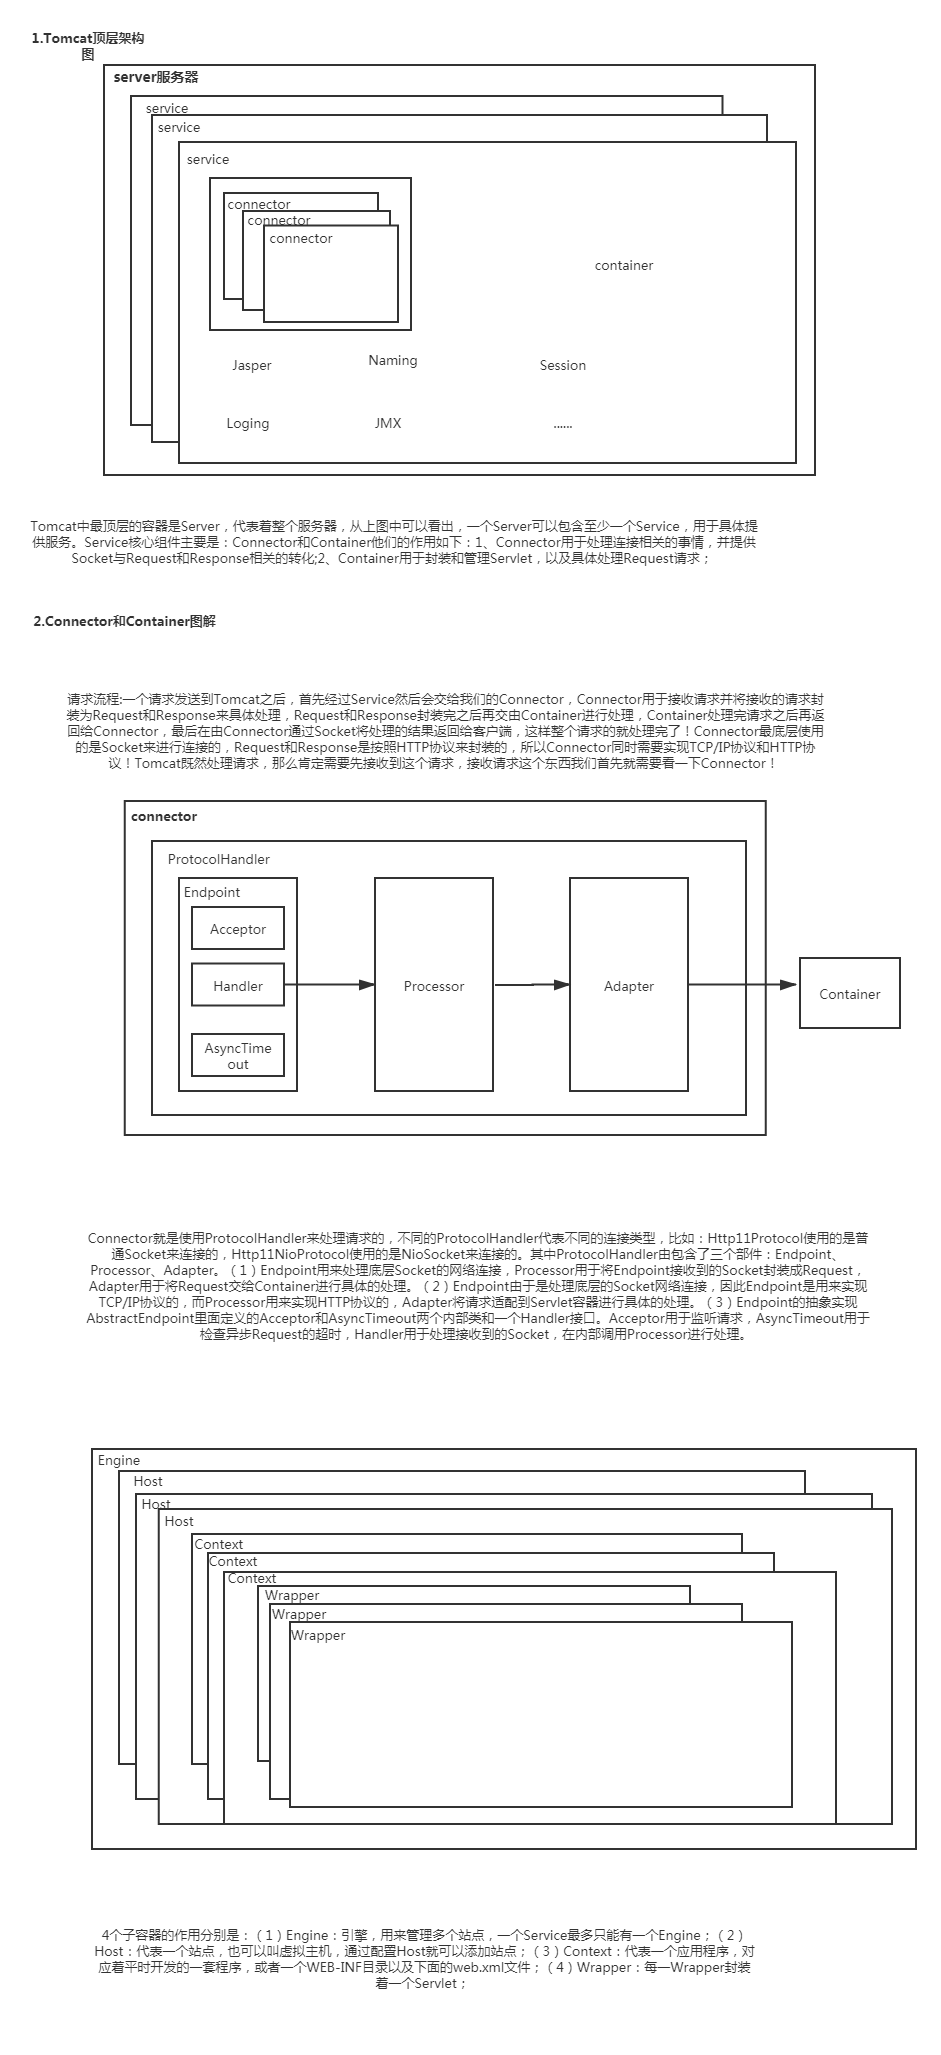 1.Tomcat顶层架构
图
server服务器
service
service
service
connector
connector
connector
container
Jasper
Naming
Session
Loging
JMX
......
Tomcat中最顶层的容器是Server，代表着整个服务器，从上图中可以看出，一个Server可以包含至少一个Service，用于具体提
供服务。Service核心组件主要是：Connector和Container他们的作用如下：1、Connector用于处理连接相关的事情，并提供
Socket与Request和Response相关的转化;2、Container用于封装和管理Servlet，以及具体处理Request请求；
2.Connector和Container图解
请求流程:一个请求发送到Tomcat之后，首先经过Service然后会交给我们的Connector，Connector用于接收请求并将接收的请求封
装为Request和Response来具体处理，Request和Response封装完之后再交由Container进行处理，Container处理完请求之后再返
回给Connector，最后在由Connector通过Socket将处理的结果返回给客户端，这样整个请求的就处理完了！Connector最底层使用
的是Socket来进行连接的，Request和Response是按照HTTP协议来封装的，所以Connector同时需要实现TCP/IP协议和HTTP协
议！Tomcat既然处理请求，那么肯定需要先接收到这个请求，接收请求这个东西我们首先就需要看一下Connector！
connector
ProtocolHandler
Endpoint
Acceptor
Handler
AsyncTime
out
Processor
Adapter
Container
Connector就是使用ProtocolHandler来处理请求的，不同的ProtocolHandler代表不同的连接类型，比如：Http11Protocol使用的是普
通Socket来连接的，Http11NioProtocol使用的是NioSocket来连接的。其中ProtocolHandler由包含了三个部件：Endpoint、
Processor、Adapter。（1）Endpoint用来处理底层Socket的网络连接，Processor用于将Endpoint接收到的Socket封装成Request，
Adapter用于将Request交给Container进行具体的处理。（2）Endpoint由于是处理底层的Socket网络连接，因此Endpoint是用来实现
TCP/IP协议的，而Processor用来实现HTTP协议的，Adapter将请求适配到Servlet容器进行具体的处理。（3）Endpoint的抽象实现
AbstractEndpoint里面定义的Acceptor和AsyncTimeout两个内部类和一个Handler接口。Acceptor用于监听请求，AsyncTimeout用于
检查异步Request的超时，Handler用于处理接收到的Socket，在内部调用Processor进行处理。
Engine
Host
Host
Host
Context
Context
Context
Wrapper
Wrapper
Wrapper
4个子容器的作用分别是：（1）Engine：引擎，用来管理多个站点，一个Service最多只能有一个Engine；（2）
Host：代表一个站点，也可以叫虚拟主机，通过配置Host就可以添加站点；（3）Context：代表一个应用程序，对
应着平时开发的一套程序，或者一个WEB-INF目录以及下面的web.xml文件；（4）Wrapper：每一Wrapper封装
着一个Servlet；